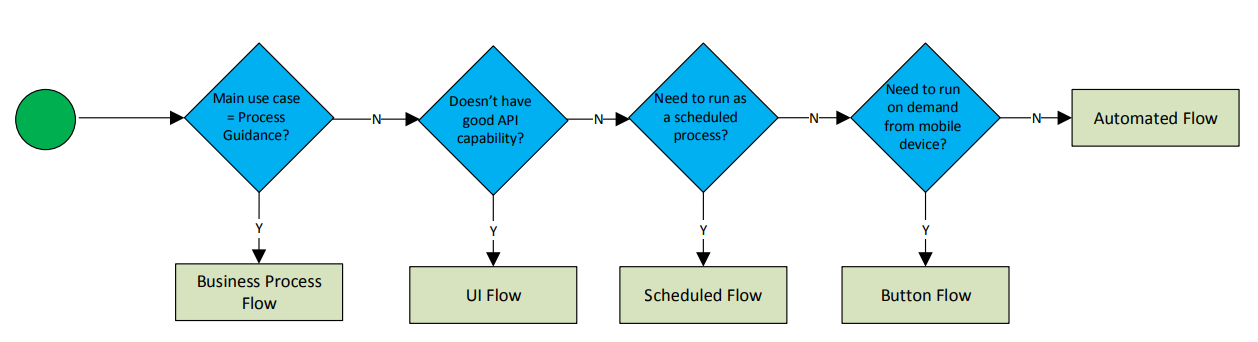 Main use case
= Process
Guidance?
N
Doesn’t have
good API
capability?
N
Need to run as
a scheduled
process?
N
Need to run
on demand
from mobile
device?
N
Automated Flow
Y
Y
Y
Y
Business Process
Flow
UI Flow
Scheduled Flow
Button Flow